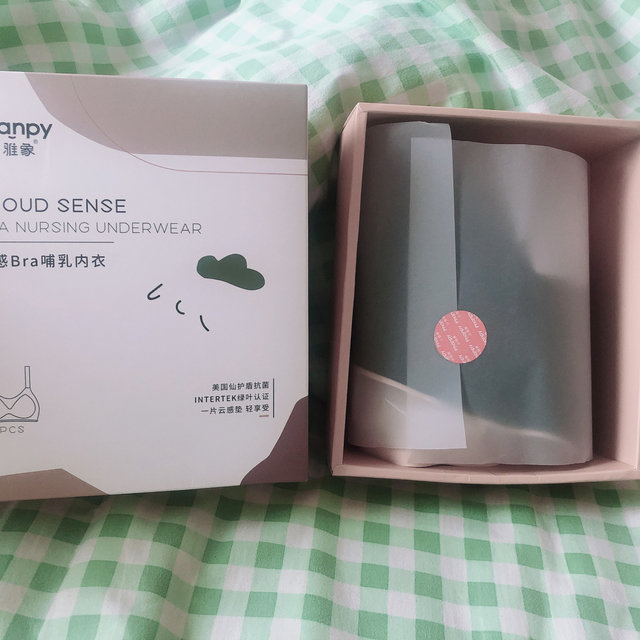 anpy
雅象®
OUD SENSE
A NURSING UNDERWEAR
感Bra哺乳内衣
美国仙护盾抗菌
INTERTEK绿叶认证
一片云感垫 轻享受
PCS